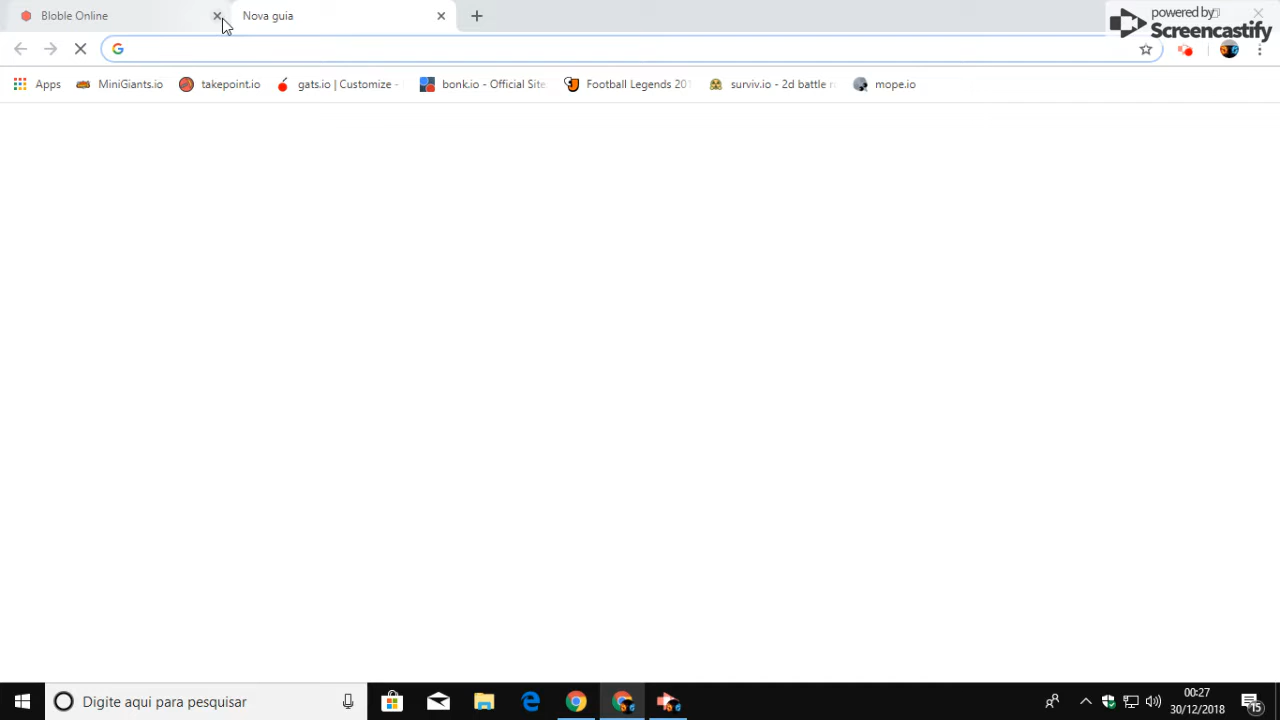 Bloble Online
Nova guia
powered by
Screencastify
Apps
MiniGiants.io
takepoint.io
gats.io | Customize -
bonk.io - Official Site
Football Legends 201
surviv.io - 2d battle r
mope.io
Digite aqui para pesquisar
00:27
30/12/2018
15